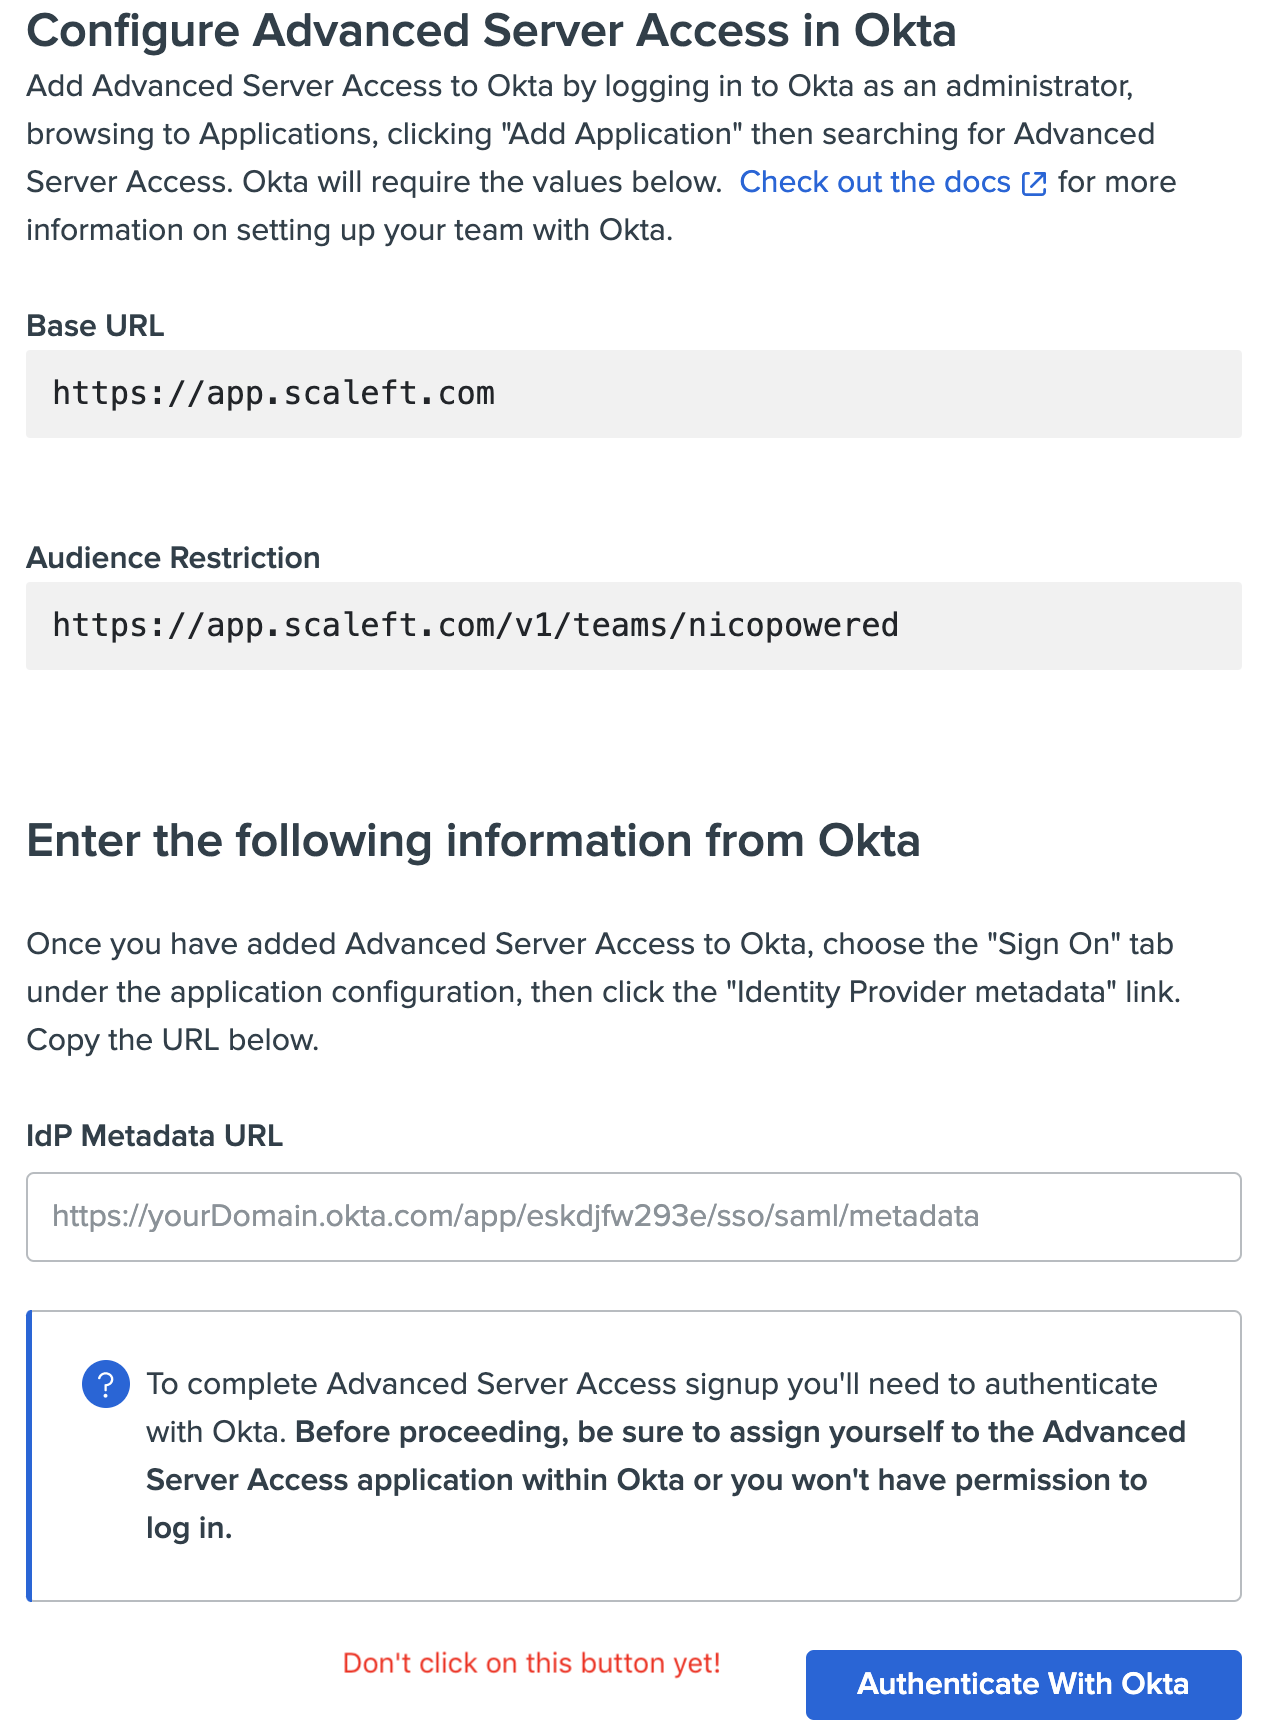 Configure Advanced Server Access in Okta
Add Advanced Server Access to Okta by logging in to Okta as an administrator,
browsing to Applications, clicking "Add Application" then searching for Advanced
Server Access. Okta will require the values below. Check out the docs for more
information on setting up your team with Okta.
Base URL
https://app.scaleft.com
Audience Restriction
https://app.scaleft.com/v1/teams/nicopowered
Enter the following information from Okta
Once you have added Advanced Server Access to Okta, choose the "Sign On" tab
under the application configuration, then click the "Identity Provider metadata" link.
Copy the URL below.
IdP Metadata URL
https://yourDomain.okta.com/app/eskdjfw293e/sso/saml/metadata
? To complete Advanced Server Access signup you'll need to authenticate
with Okta. Before proceeding, be sure to assign yourself to the Advanced
Server Access application within Okta or you won't have permission to
log in.
Don't click on this button yet!
Authenticate With Okta